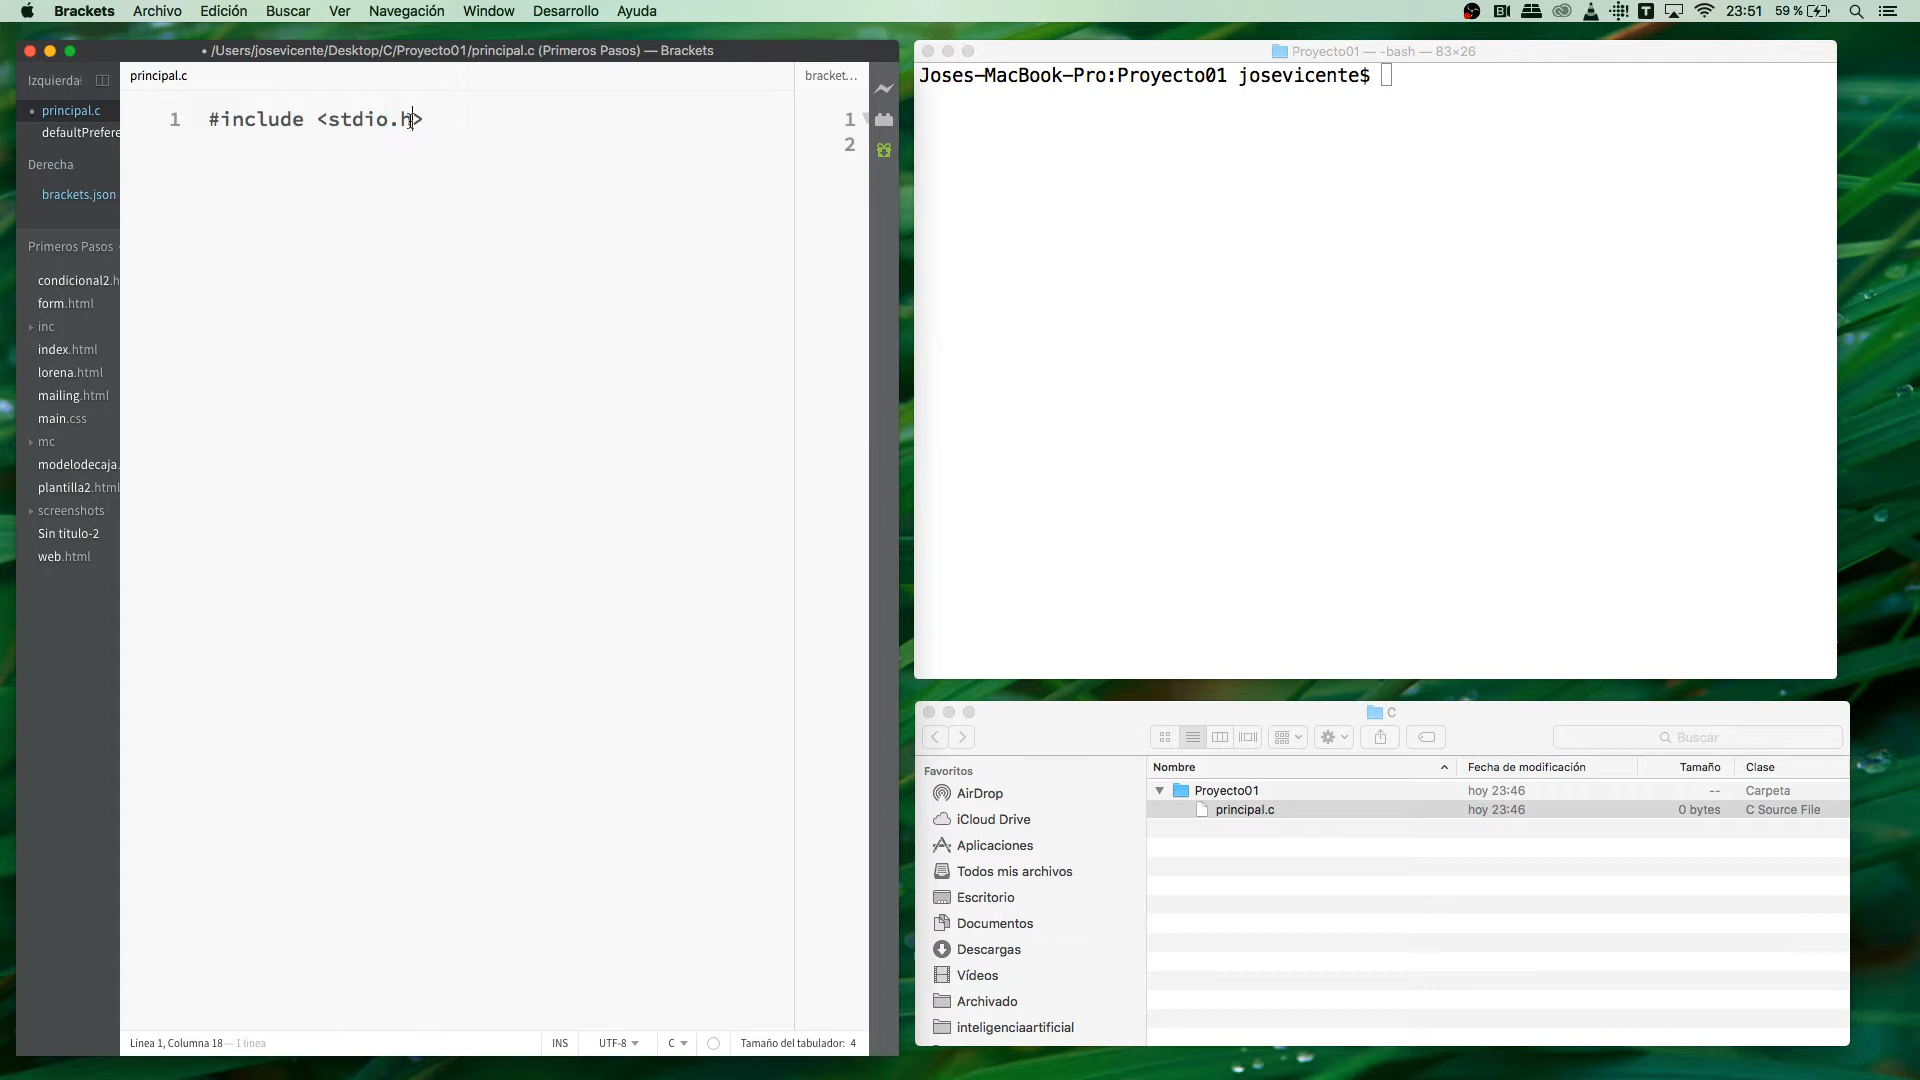 Brackets Archivo Edición Buscar Ver Navegación Window Desarrollo Ayuda 23:51 59 %
• /Users/josevicente/Desktop/C/Proyecto01/principal.c (Primeros Pasos) — Brackets
Izquierda
• principal.c
defaultPrefere
Derecha
brackets.json
Primeros Pasos
condicional2.h
form.html
inc
index.html
lorena.html
mailing.html
main.css
mc
modelodecaja.
plantilla2.html
screenshots
Sin título-2
web.html
principal.c
bracket...
1 #include <stdio.h>
1
2
Línea 1, Columna 18 — 1 línea INS UTF-8 C Tamaño del tabulador: 4
Proyecto01 — -bash — 83×26
Joses-MacBook-Pro:Proyecto01 josevicente$
C
Buscar
Favoritos
AirDrop
iCloud Drive
Aplicaciones
Todos mis archivos
Escritorio
Documentos
Descargas
Vídeos
Archivado
inteligenciaartificial
Nombre Fecha de modificación Tamaño Clase
Proyecto01 hoy 23:46 -- Carpeta
principal.c hoy 23:46 0 bytes C Source File